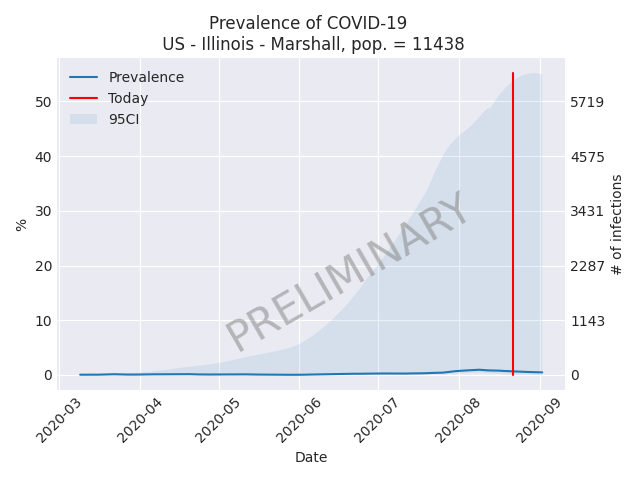 Prevalence of COVID-19
US - Illinois - Marshall, pop. = 11438
Prevalence
Today
95CI
50
40
30
20
10
0
%
5719
4575
3431
2287
1143
0
# of infections
PRELIMINARY
2020-03
2020-04
2020-05
2020-06
2020-07
2020-08
2020-09
Date